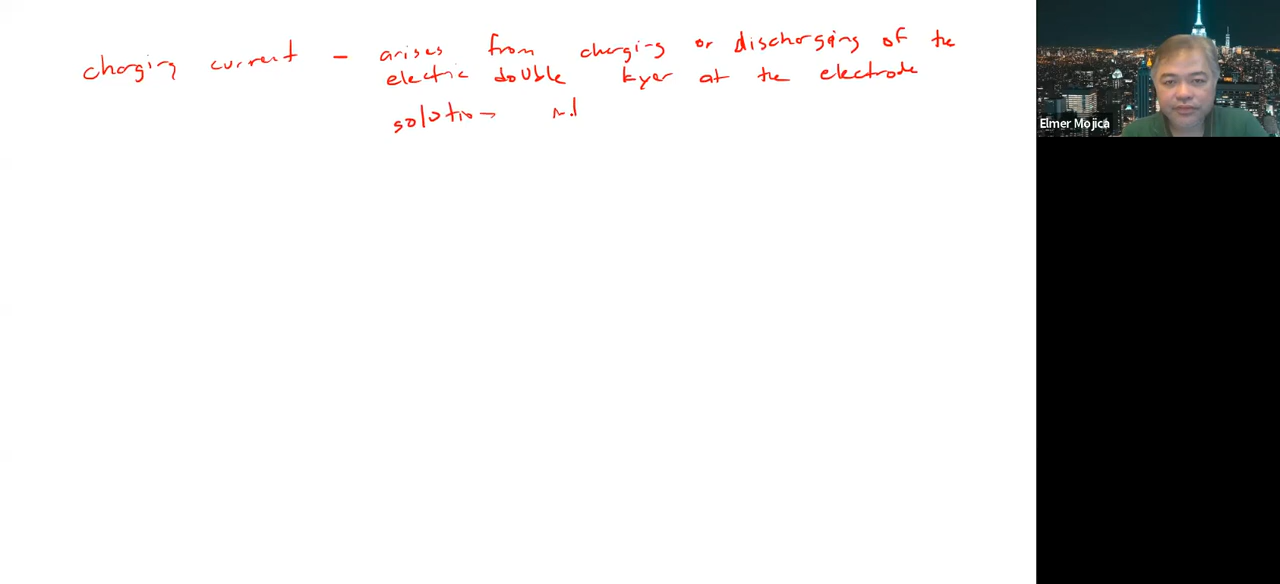 charging current - arises from charging or discharging of the
electric double layer at the electrode
solution
Elmer Mojica